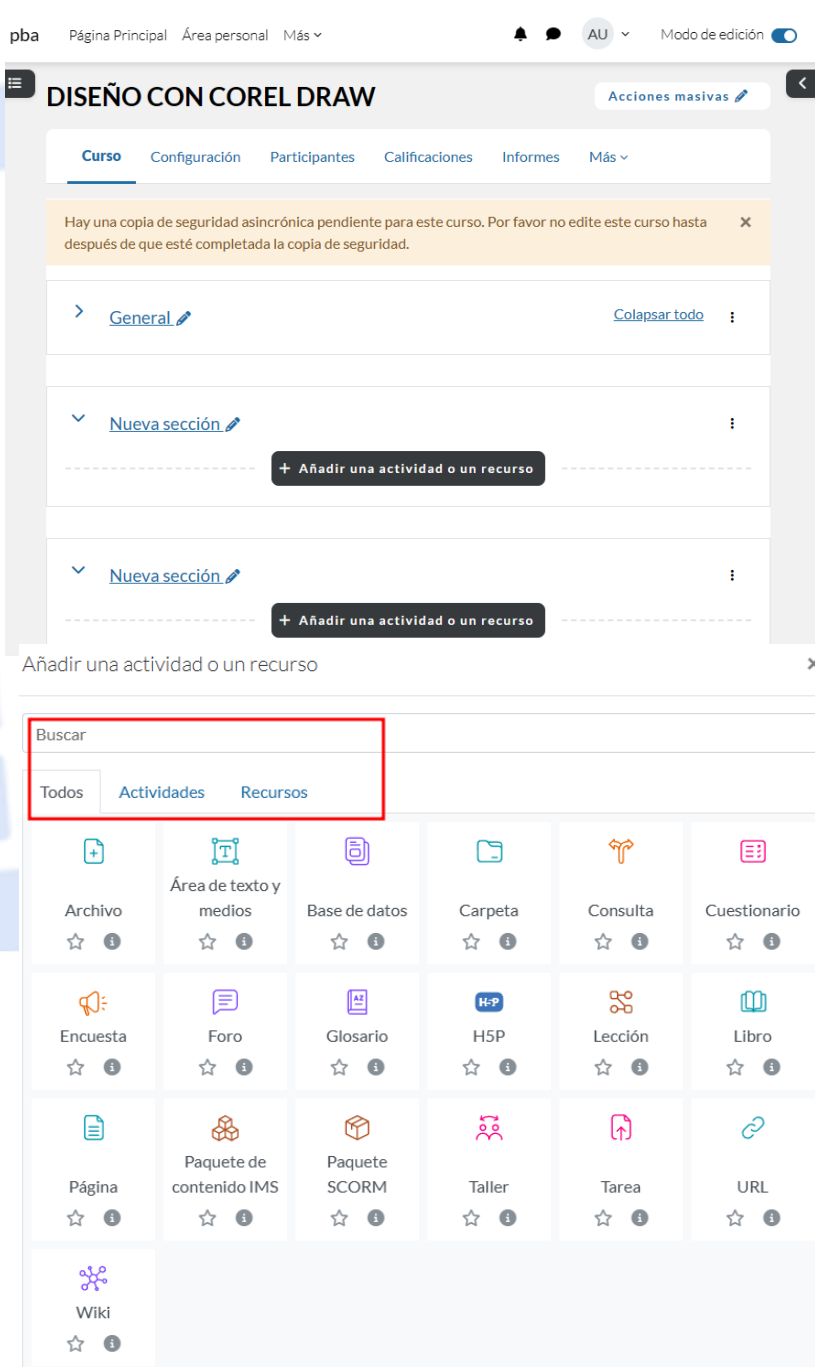 pba Página Principal Área personal Más AU Modo de edición
DISEÑO CON COREL DRAW
Acciones masivas
Curso Configuración Participantes Calificaciones Informes Más
Hay una copia de seguridad asincrónica pendiente para este curso. Por favor no edite este curso hasta
después de que esté completada la copia de seguridad.
General Colapsar todo
Nueva sección
+ Añadir una actividad o un recurso
Nueva sección
+ Añadir una actividad o un recurso
Añadir una actividad o un recurso
Buscar
Todos Actividades Recursos
Archivo
Área de texto y
medios
Base de datos
Carpeta
Consulta
Cuestionario
Encuesta
Foro
Glosario
H5P
H5P
Lección
Libro
Página
Paquete de
contenido IMS
Paquete
SCORM
Taller
Tarea
URL
Wiki